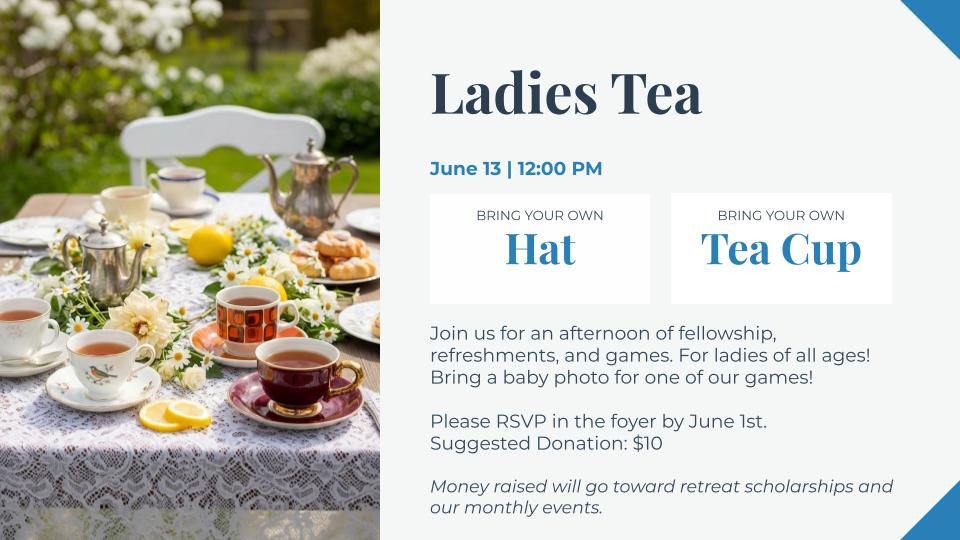 Ladies Tea
June 13 | 12:00 PM
BRING YOUR OWN
Hat
BRING YOUR OWN
Tea Cup
Join us for an afternoon of fellowship,
refreshments, and games. For ladies of all ages!
Bring a baby photo for one of our games!
Please RSVP in the foyer by June 1st.
Suggested Donation: $10
Money raised will go toward retreat scholarships and
our monthly events.